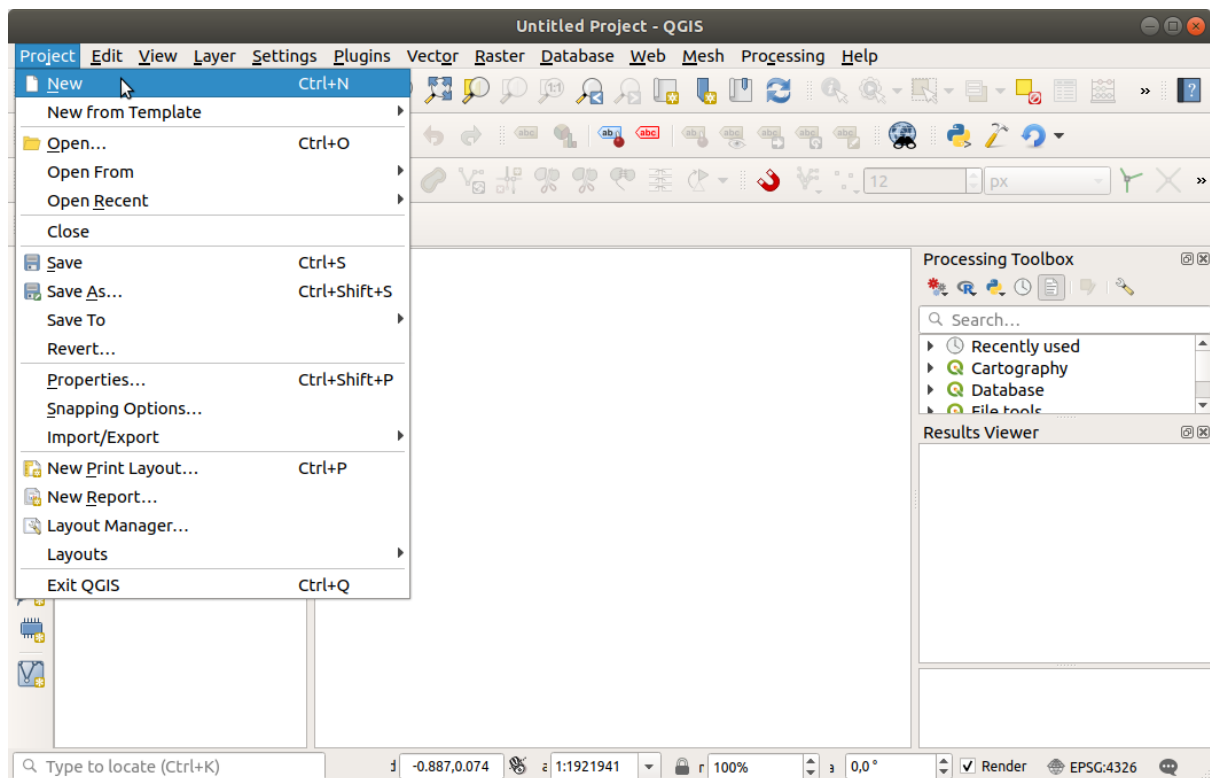 Untitled Project - QGIS
Project Edit View Layer Settings Plugins Vector Raster Database Web Mesh Processing Help
New Ctrl+N
New from Template
Open... Ctrl+O
Open From
Open Recent
Close
Save Ctrl+S
Save As... Ctrl+Shift+S
Save To
Revert...
Properties... Ctrl+Shift+P
Snapping Options...
Import/Export
New Print Layout... Ctrl+P
New Report...
Layout Manager...
Layouts
Exit QGIS Ctrl+Q
12 px
Processing Toolbox
Search...
Recently used
Cartography
Database
File tools
Results Viewer
Type to locate (Ctrl+K) -0.887,0.074 1:1921941 100% 0,0 ° Render EPSG:4326